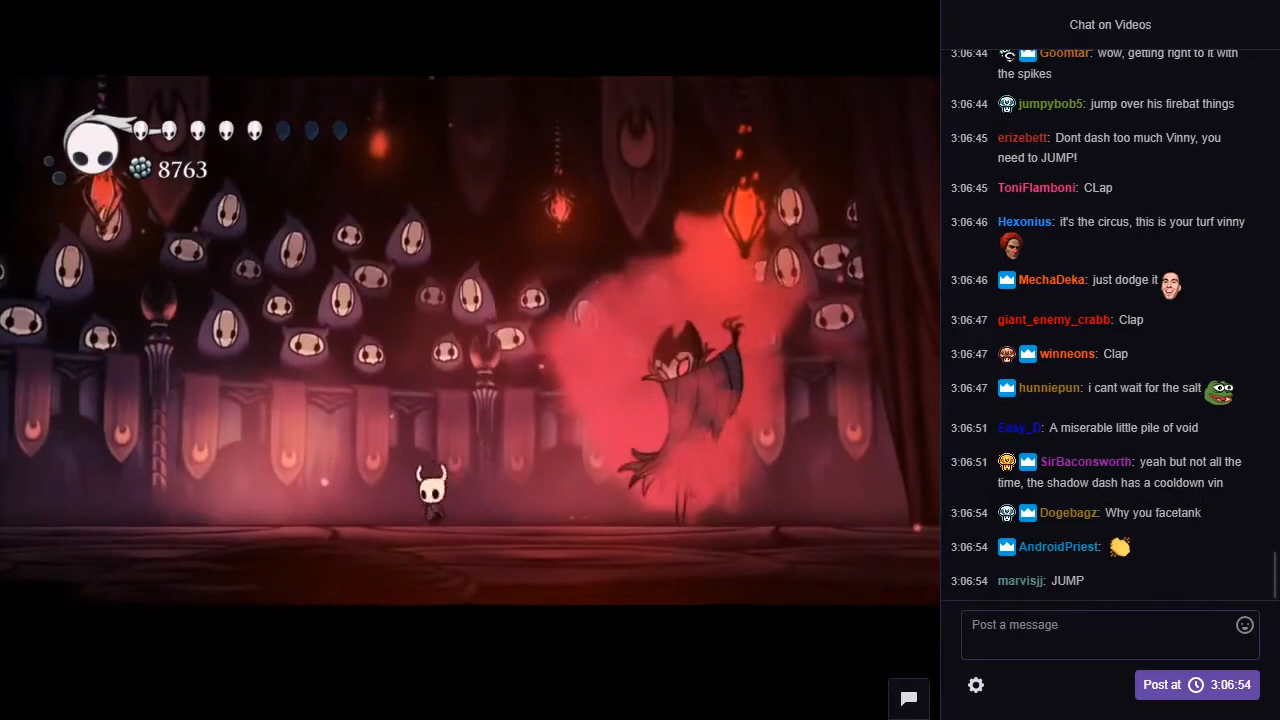 8763
Chat on Videos
3:06:44 Goomtar: wow, getting right to it with
the spikes
3:06:44 jumpybob5: jump over his firebat things
3:06:45 erizebett: Dont dash too much Vinny, you
need to JUMP!
3:06:45 ToniFlamboni: CLap
3:06:46 Hexonius: it's the circus, this is your turf vinny
3:06:46 MechaDeka: just dodge it
3:06:47 giant_enemy_crabb: Clap
3:06:47 winneons: Clap
3:06:47 hunniepun: i cant wait for the salt
3:06:51 Easy_D: A miserable little pile of void
3:06:51 SirBaconsworth: yeah but not all the
time, the shadow dash has a cooldown vin
3:06:54 Dogebagz: Why you facetank
3:06:54 AndroidPriest:
3:06:54 marvisjj: JUMP
Post a message
Post at 3:06:54